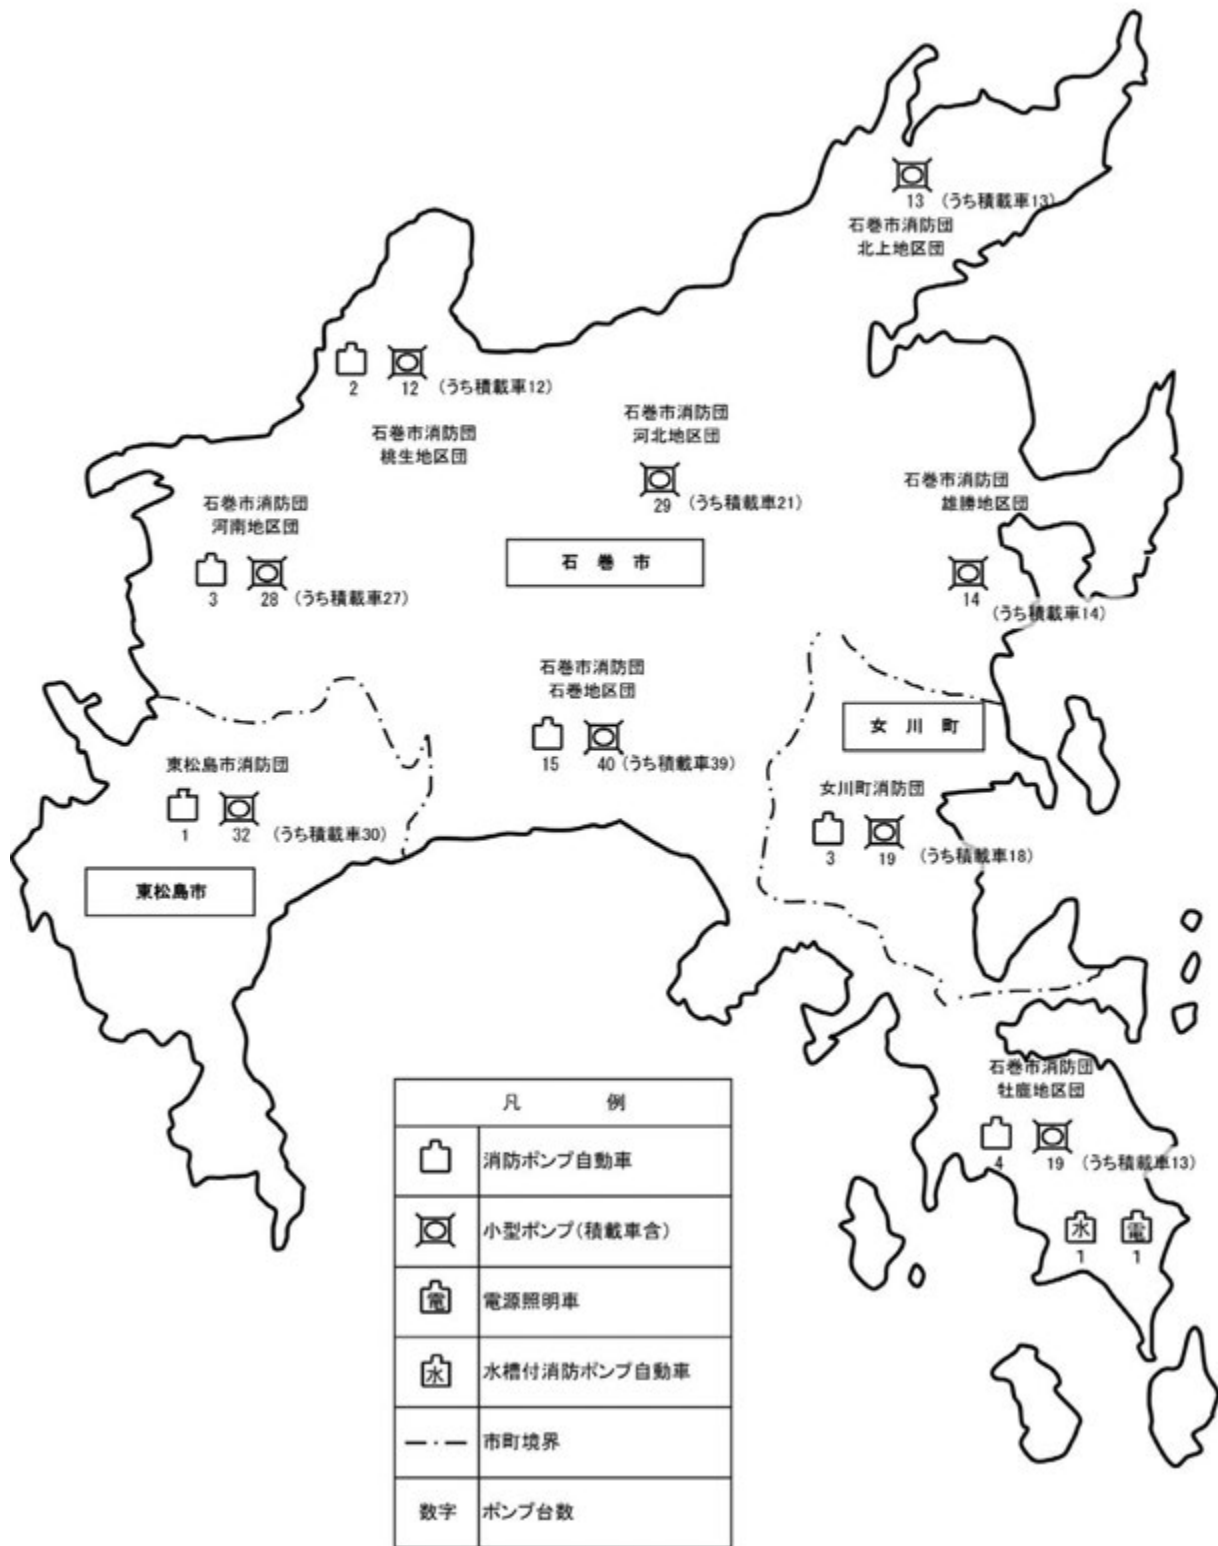 13 (うち積載車13)
石巻市消防団
北上地区団
2 12 (うち積載車12)
石巻市消防団
桃生地区団
石巻市消防団
河北地区団
29 (うち積載車21)
石巻市消防団
雄勝地区団
14
(うち積載車14)
石巻市消防団
河南地区団
3 28 (うち積載車27)
石 巻 市
石巻市消防団
石巻地区団
15 40 (うち積載車39)
女 川 町
女川町消防団
3 19 (うち積載車18)
東松島市消防団
1 32 (うち積載車30)
東松島市
石巻市消防団
牡鹿地区団
4 19 (うち積載車13)
水 電
1 1
凡 例
消防ポンプ自動車
小型ポンプ(積載車含)
電 電源照明車
水 水槽付消防ポンプ自動車
市町境界
数字 ポンプ台数